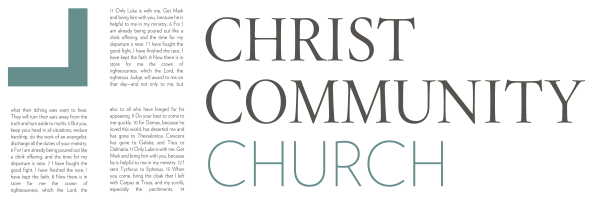 11 Only Luke is with me. Get Mark
and bring him with you, because he is
helpful to me in my ministry. 6 For I
am already being poured out like a
drink offering, and the time for my
departure is near. 7 I have fought the
good fight, I have finished the race, I
have kept the faith. 8 Now there is in
store for me the crown of
righteousness, which the Lord, the
righteous Judge, will award to me on
that day—and not only to me, but
what their itching ears want to hear.
They will turn their ears away from the
truth and turn aside to myths. 5 But you,
keep your head in all situations, endure
hardship, do the work of an evangelist,
discharge all the duties of your ministry.
6 For I am already being poured out like
a drink offering, and the time for my
departure is near. 7 I have fought the
good fight, I have finished the race, I
have kept the faith. 8 Now there is in
store for me the crown of
righteousness, which the Lord, the
also to all who have longed for his
appearing. 9 Do your best to come to
me quickly, 10 for Demas, because he
loved this world, has deserted me and
has gone to Thessalonica. Crescens
has gone to Galatia, and Titus to
Dalmatia. 11 Only Luke is with me. Get
Mark and bring him with you, because
he is helpful to me in my ministry. 12 I
sent Tychicus to Ephesus. 13 When
you come, bring the cloak that I left
with Carpus at Troas, and my scrolls,
especially the parchments. 14
CHRIST
COMMUNITY
CHURCH